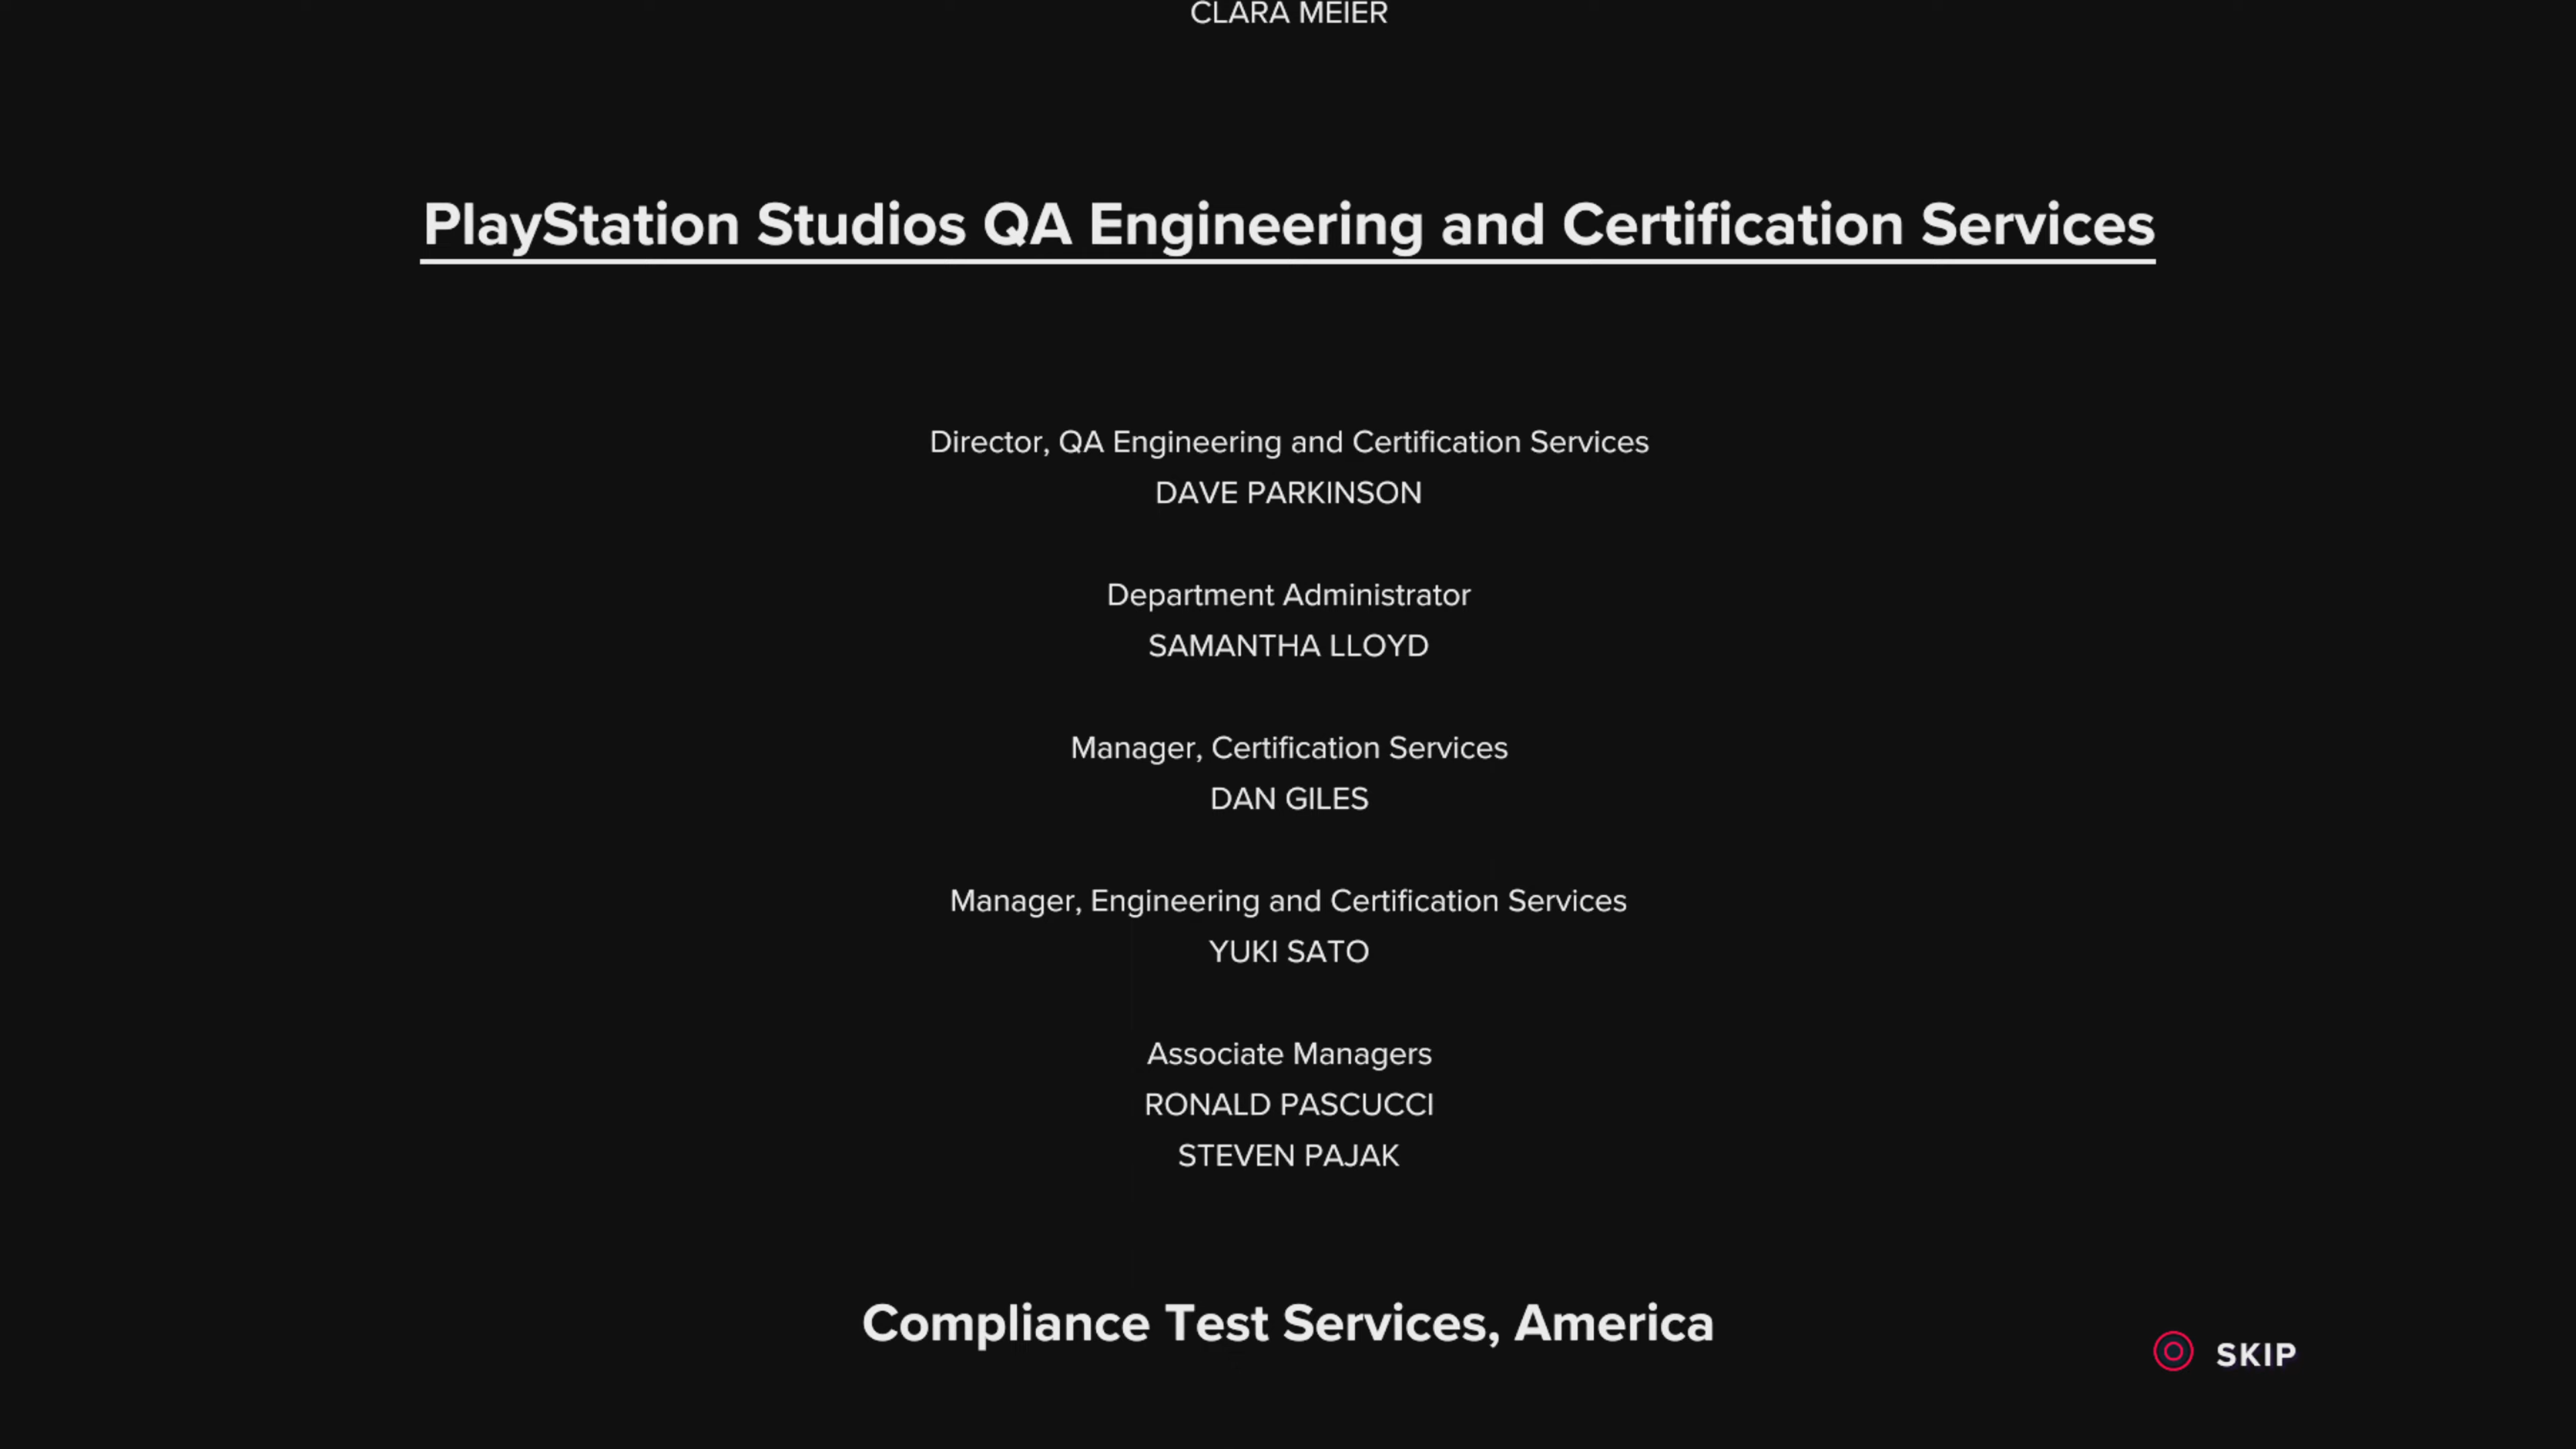 CLARA MEIER
PlayStation Studios QA Engineering and Certification Services
Director, QA Engineering and Certification Services
DAVE PARKINSON
Department Administrator
SAMANTHA LLOYD
Manager, Certification Services
DAN GILES
Manager, Engineering and Certification Services
YUKI SATO
Associate Managers
RONALD PASCUCCI
STEVEN PAJAK
Compliance Test Services, America
SKIP